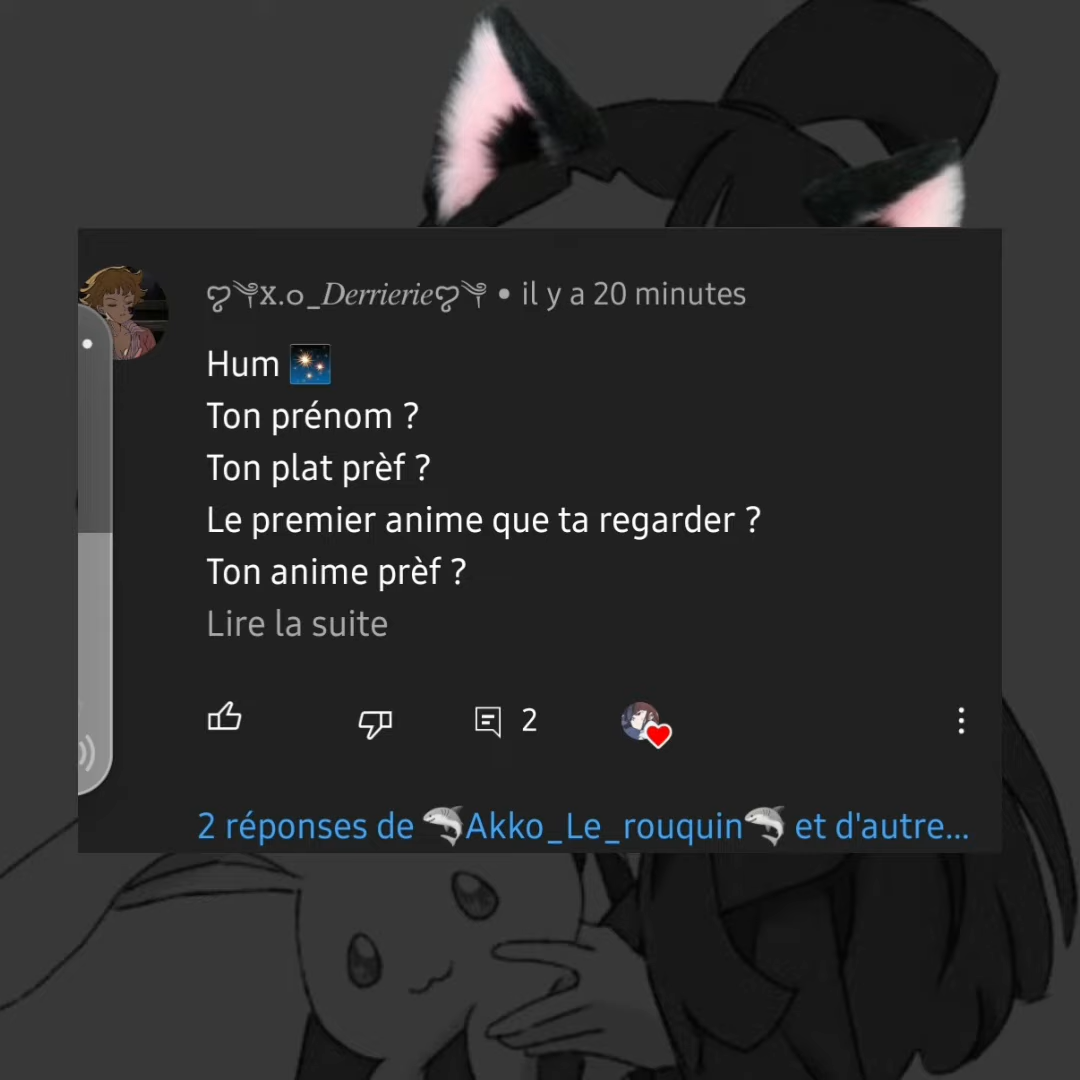 ღ༒x.o_𝐷𝑒𝑟𝑟𝑖𝑒𝑟𝑖𝑒ღ༒ • il y a 20 minutes
Hum 🎇
Ton prénom ?
Ton plat prèf ?
Le premier anime que ta regarder ?
Ton anime prèf ?
Lire la suite
2
2 réponses de 🦈Akko_Le_rouquin🦈 et d'autre...